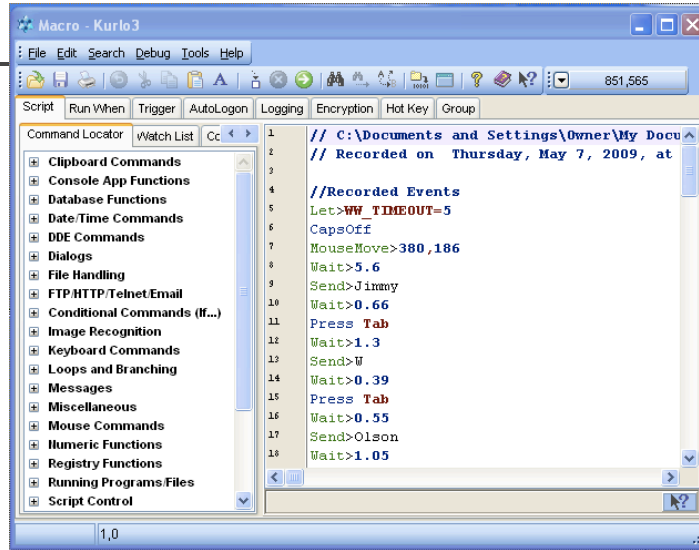 Macro - Kurlo3
File Edit Search Debug Tools Help
851,565
Script Run When Trigger AutoLogon Logging Encryption Hot Key Group
Command Locator Watch List Cc
Clipboard Commands
Console App Functions
Database Functions
Date/Time Commands
DDE Commands
Dialogs
File Handling
FTP/HTTP/Telnet/Email
Conditional Commands (If...)
Image Recognition
Keyboard Commands
Loops and Branching
Messages
Miscellaneous
Mouse Commands
Numeric Functions
Registry Functions
Running Programs/Files
Script Control
1 // C:\Documents and Settings\Owner\My Docu
2 // Recorded on Thursday, May 7, 2009, at
3
4 //Recorded Events
5 Let>WW_TIMEOUT=5
6 CapsOff
7 MouseMove>380,186
8 Wait>5.6
9 Send>Jimmy
10 Wait>0.66
11 Press Tab
12 Wait>1.3
13 Send>W
14 Wait>0.39
15 Press Tab
16 Wait>0.55
17 Send>Olson
18 Wait>1.05
1,0